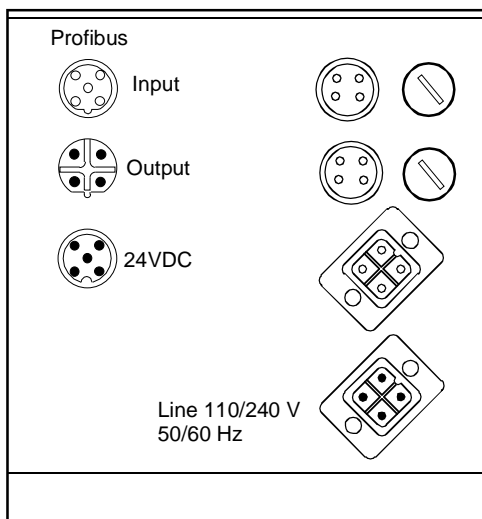 Profibus
Input
Output
24VDC
Line 110/240 V
50/60 Hz